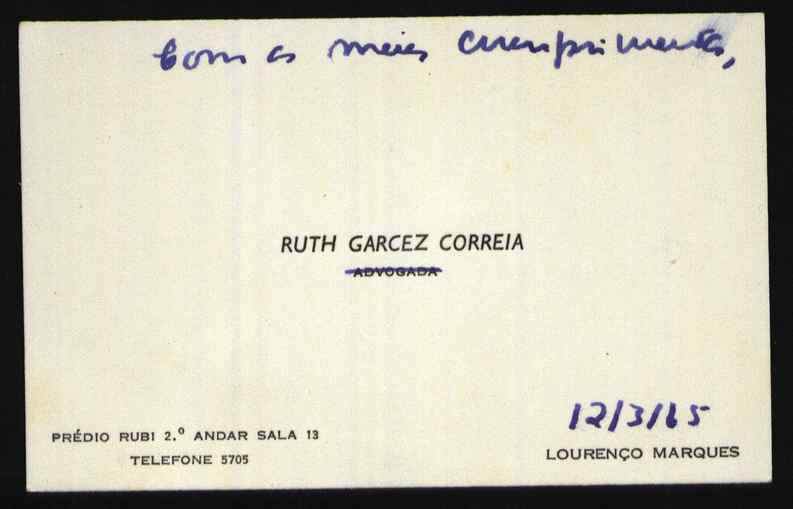 Com os meus cumprimentos,
RUTH GARCEZ CORREIA
ADVOGADA
12/3/65
PRÉDIO RUBI 2.º ANDAR SALA 13
TELEFONE 5705
LOURENÇO MARQUES